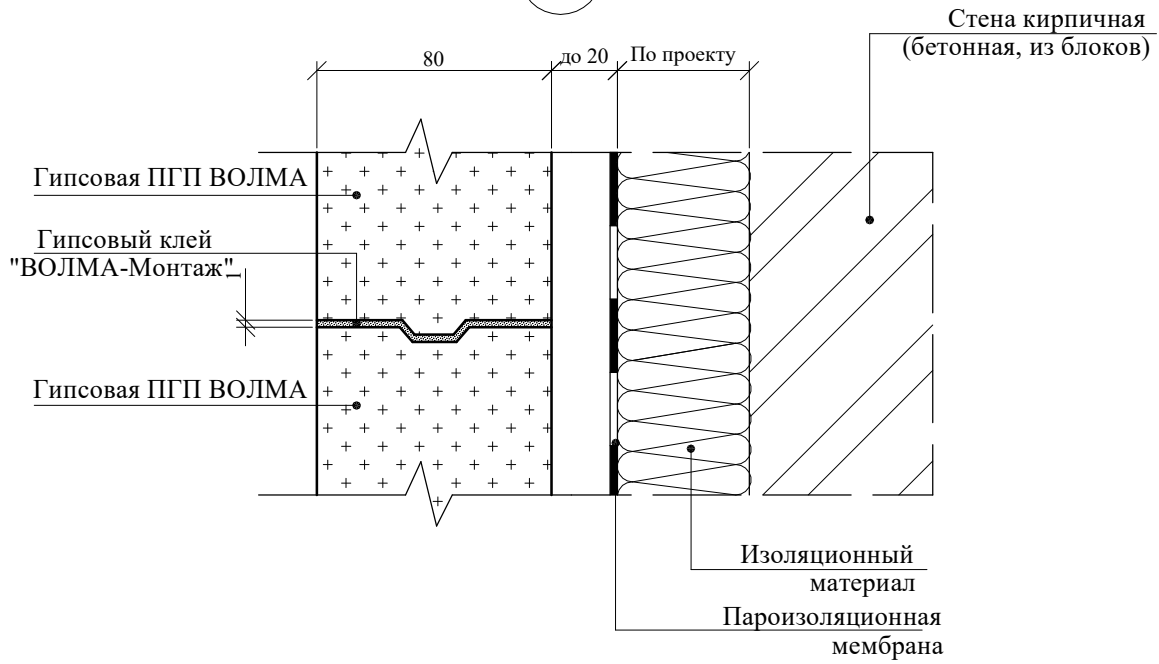 Стена кирпичная
(бетонная, из блоков)
80
до 20
По проекту
Гипсовая ПГП ВОЛМА
Гипсовый клей
"ВОЛМА-Монтаж"
1
Гипсовая ПГП ВОЛМА
Изоляционный
материал
Пароизоляционная
мембрана